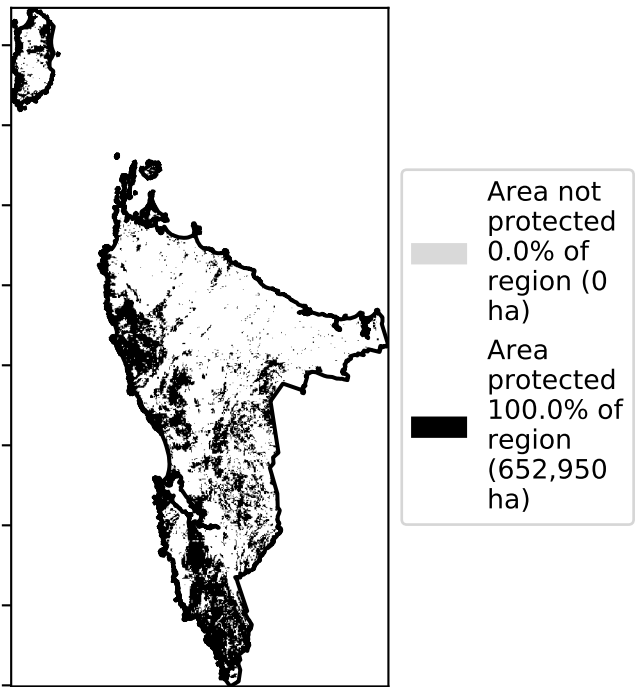 Area not
protected
0.0% of
region (0
ha)
Area
protected
100.0% of
region
(652,950
ha)